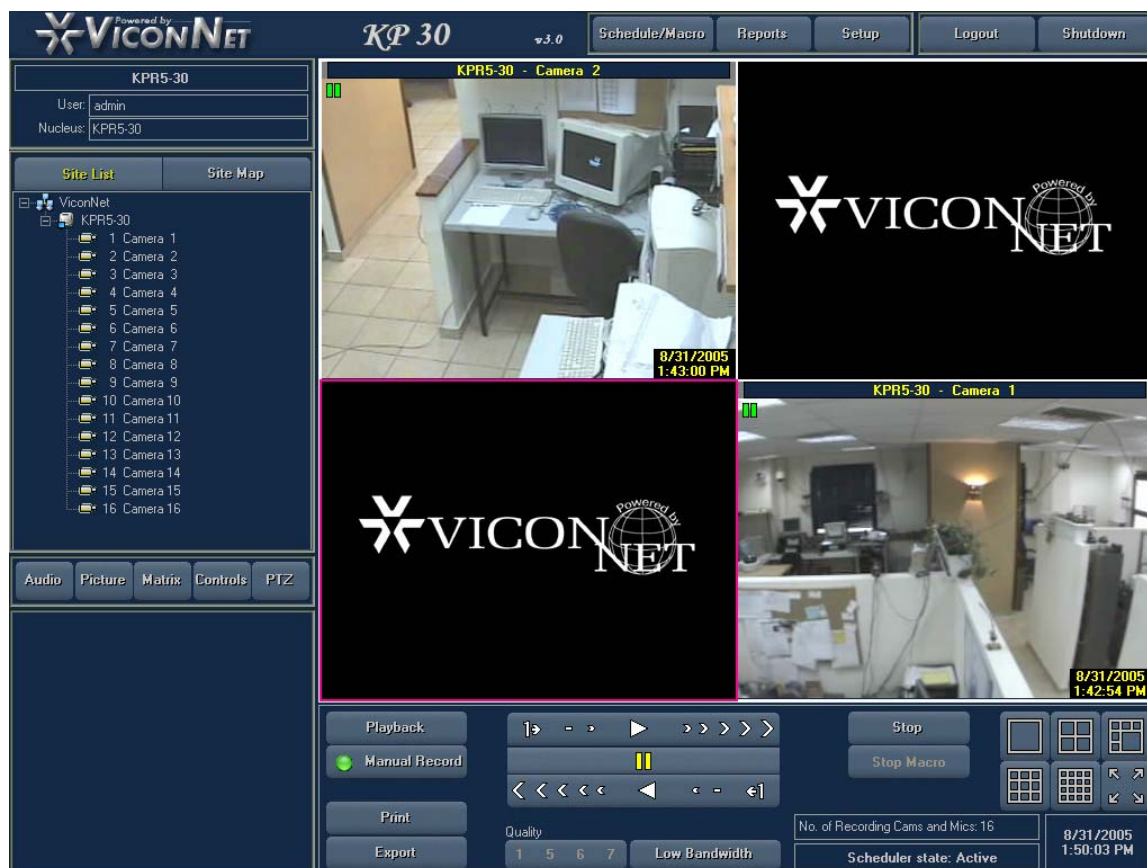 Powered by
VICONNET
KP 30
v3.0
Schedule/Macro
Reports
Setup
Logout
Shutdown
KPR5-30
User: admin
Nucleus: KPR5-30
Site List
Site Map
ViconNet
KPR5-30
1 Camera 1
2 Camera 2
3 Camera 3
4 Camera 4
5 Camera 5
6 Camera 6
7 Camera 7
8 Camera 8
9 Camera 9
10 Camera 10
11 Camera 11
12 Camera 12
13 Camera 13
14 Camera 14
15 Camera 15
16 Camera 16
Audio
Picture
Matrix
Controls
PTZ
KPR5-30 - Camera 2
8/31/2005
1:43:00 PM
Powered by
VICON NET
Powered by
VICON NET
KPR5-30 - Camera 1
8/31/2005
1:42:54 PM
Playback
Manual Record
Print
Export
1
1
Quality
1 5 6 7
Low Bandwidth
Stop
Stop Macro
No. of Recording Cams and Mics: 16
Scheduler state: Active
8/31/2005
1:50:03 PM